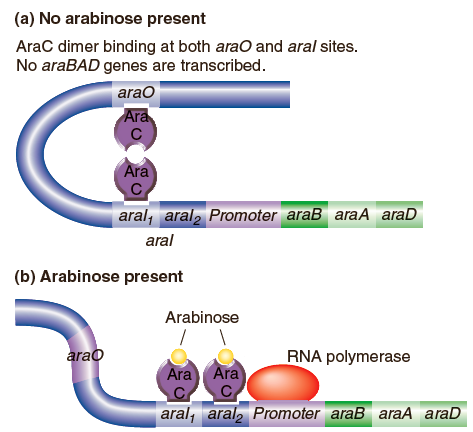 (a) No arabinose present
AraC dimer binding at both araO and araI sites.
No araBAD genes are transcribed.
araO
Ara
C
Ara
C
araI1 araI2 Promoter araB araA araD
araI
(b) Arabinose present
Arabinose
araO
Ara
C
Ara
C
RNA polymerase
araI1 araI2 Promoter araB araA araD